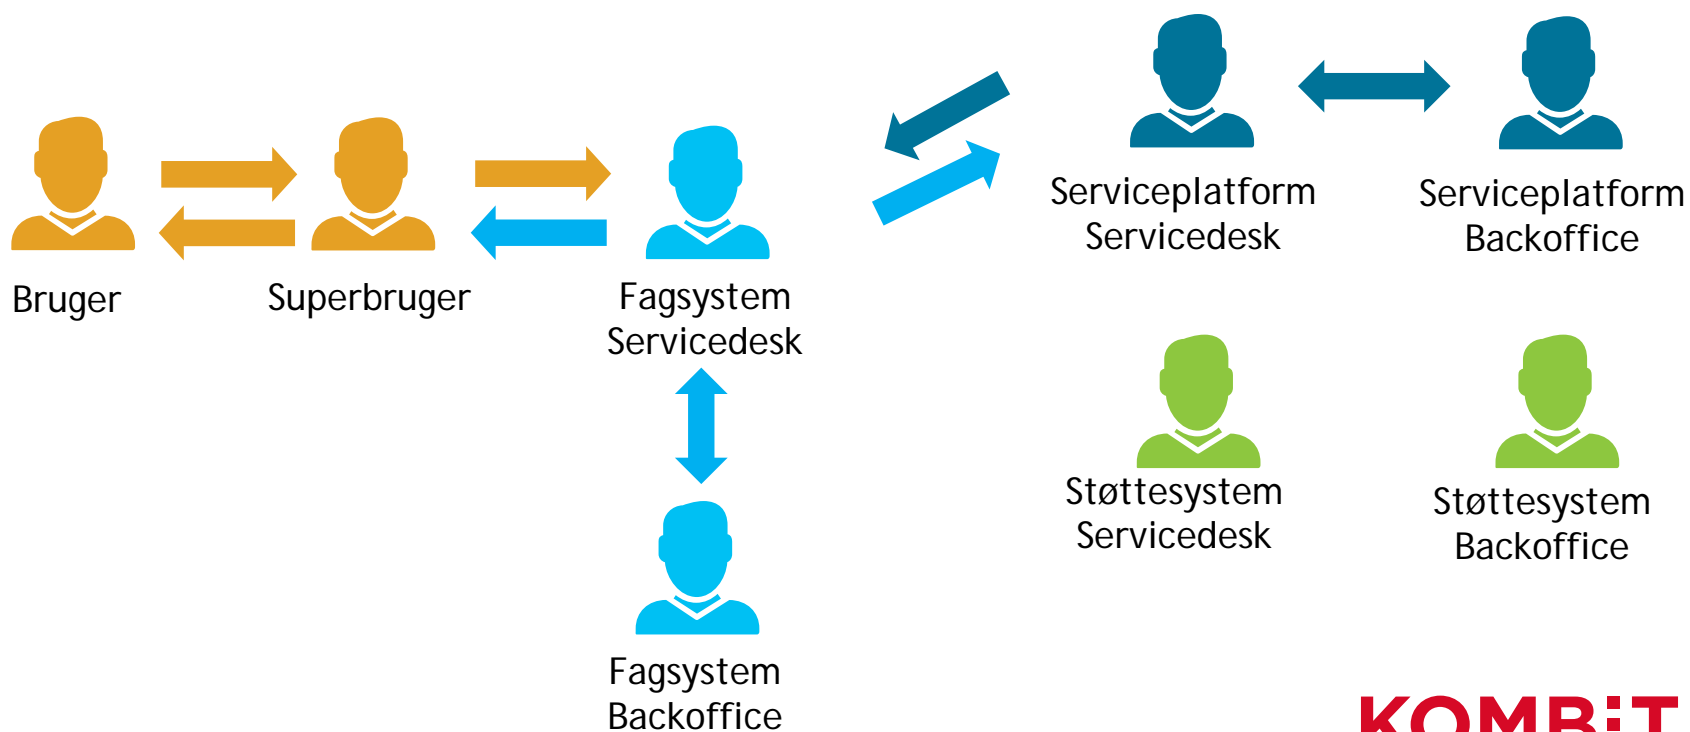 Bruger
Superbruger
Fagsystem
Servicedesk
Serviceplatform
Servicedesk
Serviceplatform
Backoffice
Støttesystem
Servicedesk
Støttesystem
Backoffice
Fagsystem
Backoffice
KOMBIT